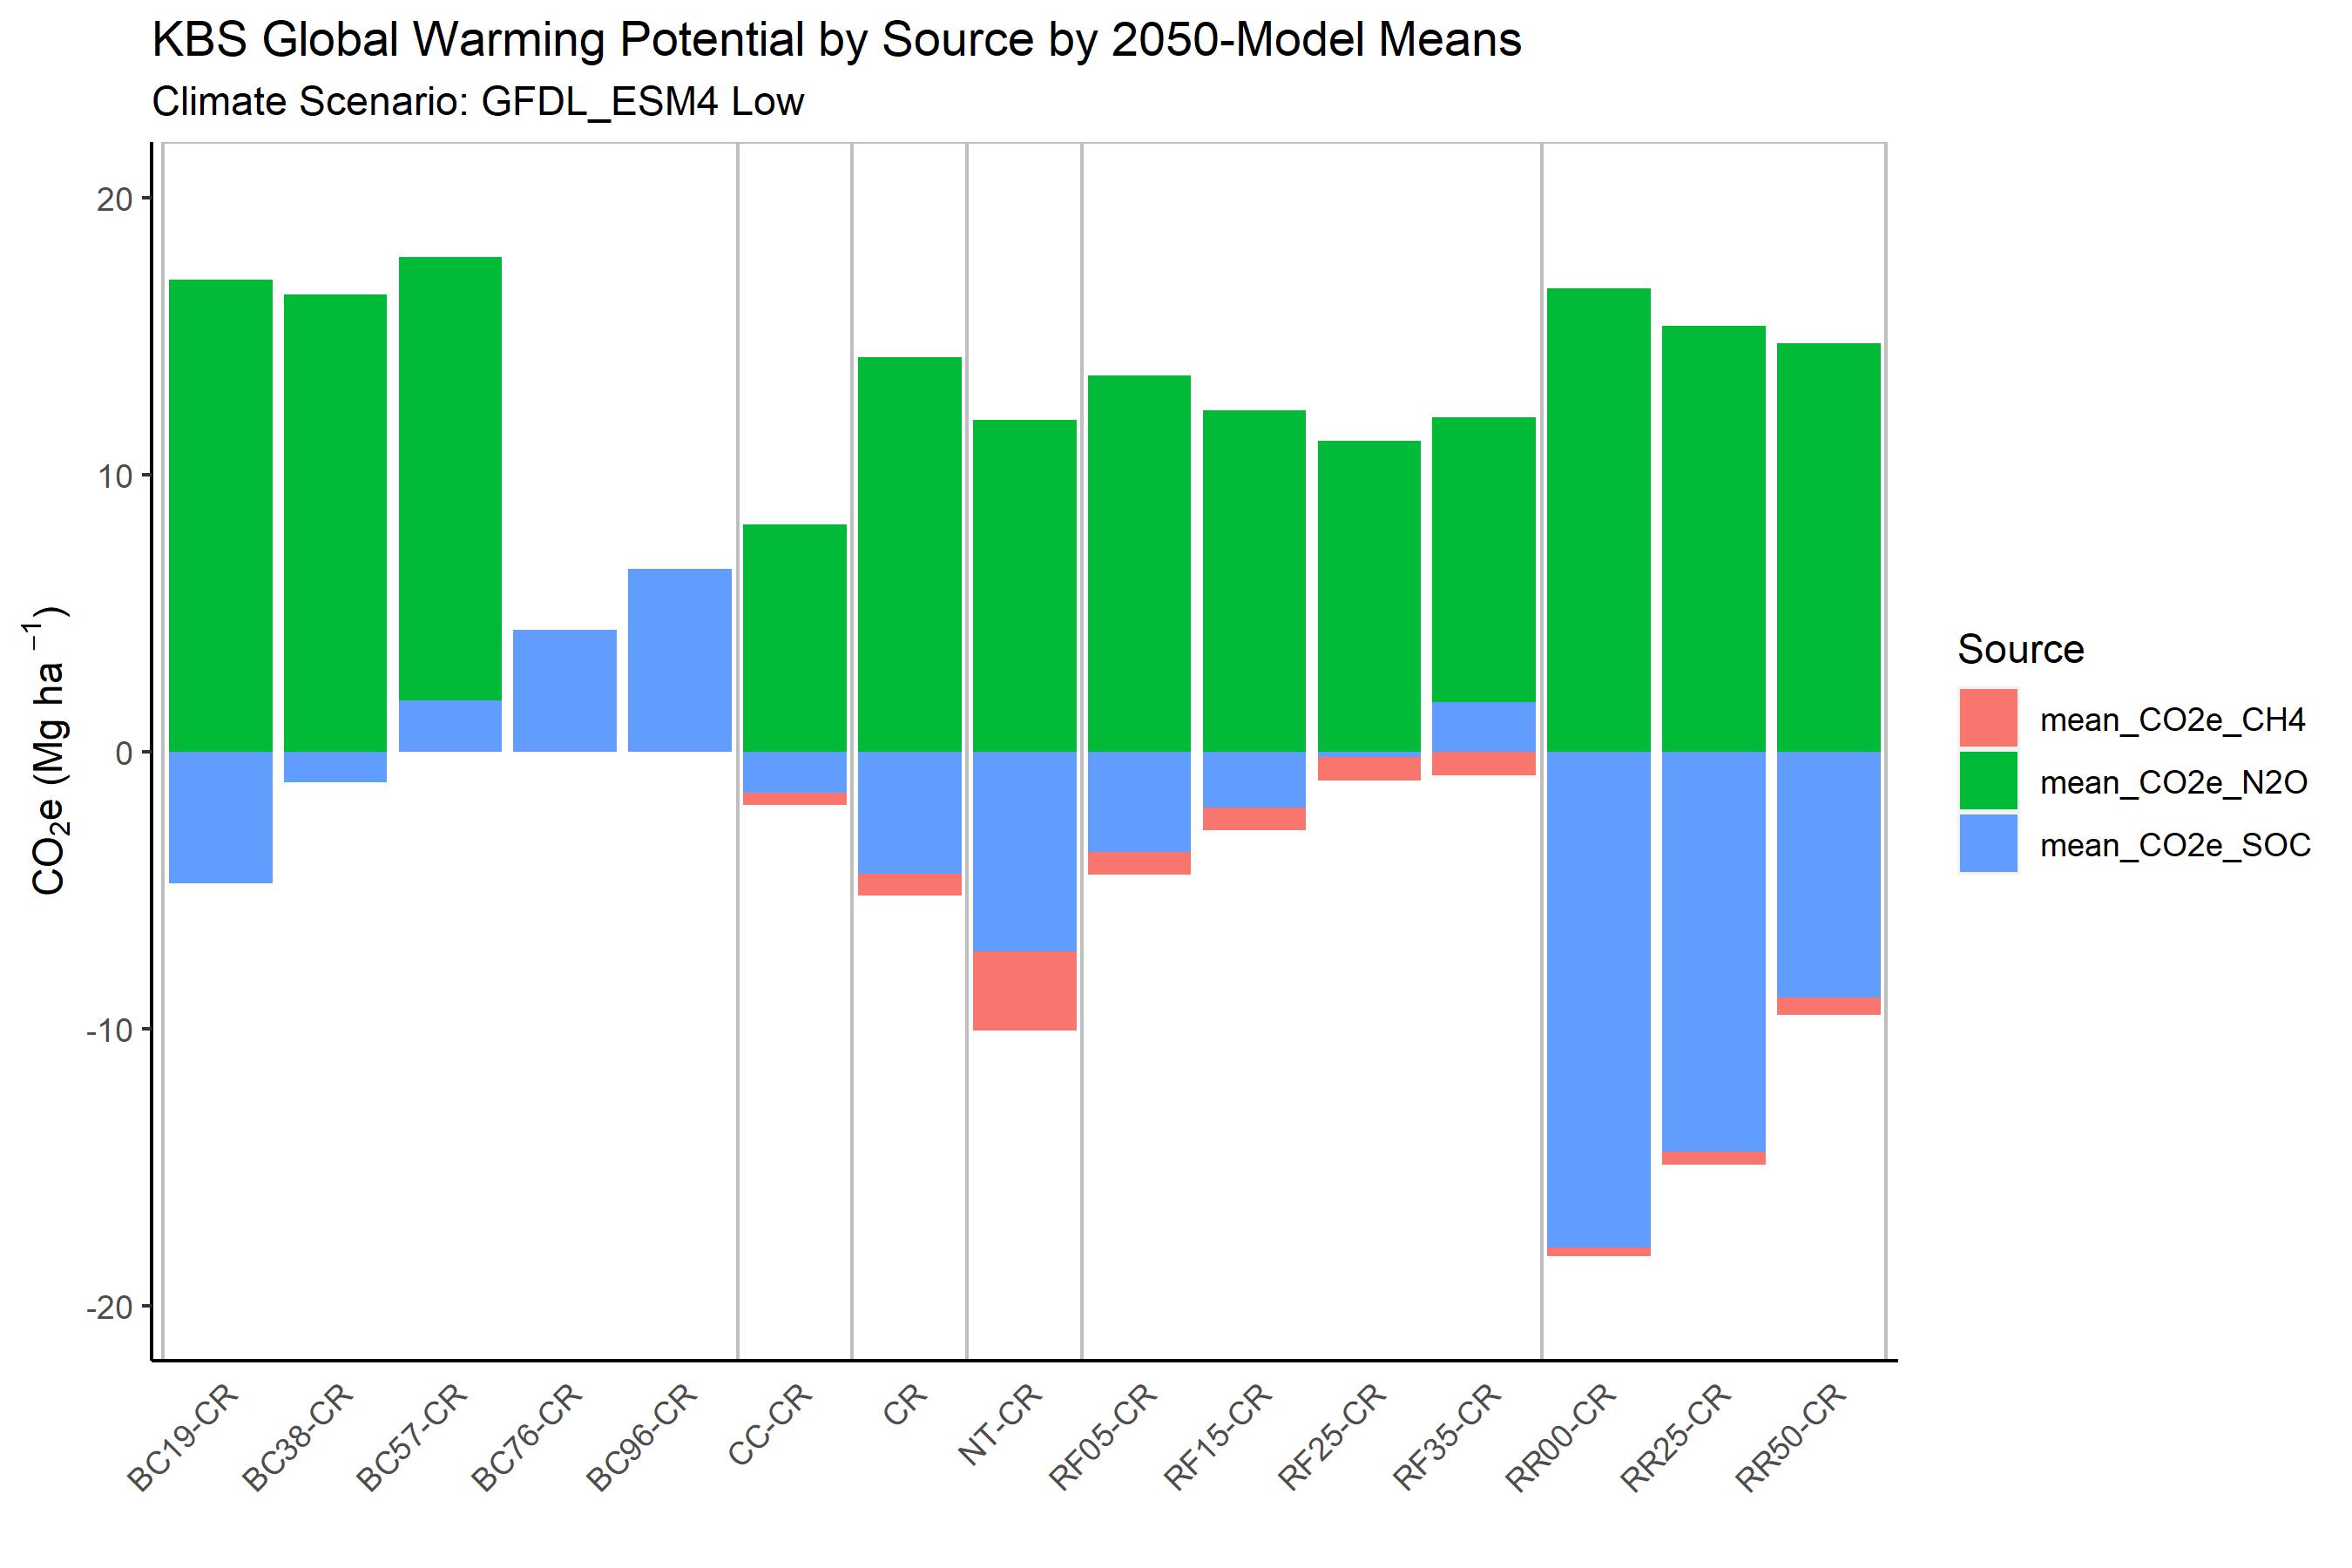 KBS Global Warming Potential by Source by 2050-Model Means
Climate Scenario: GFDL_ESM4 Low
20
10
0
-10
-20
CO₂e (Mg ha ⁻¹)
BC19-CR
BC38-CR
BC57-CR
BC76-CR
BC96-CR
CC-CR
CR
NT-CR
RF05-CR
RF15-CR
RF25-CR
RF35-CR
RR00-CR
RR25-CR
RR50-CR
Source
mean_CO2e_CH4
mean_CO2e_N2O
mean_CO2e_SOC